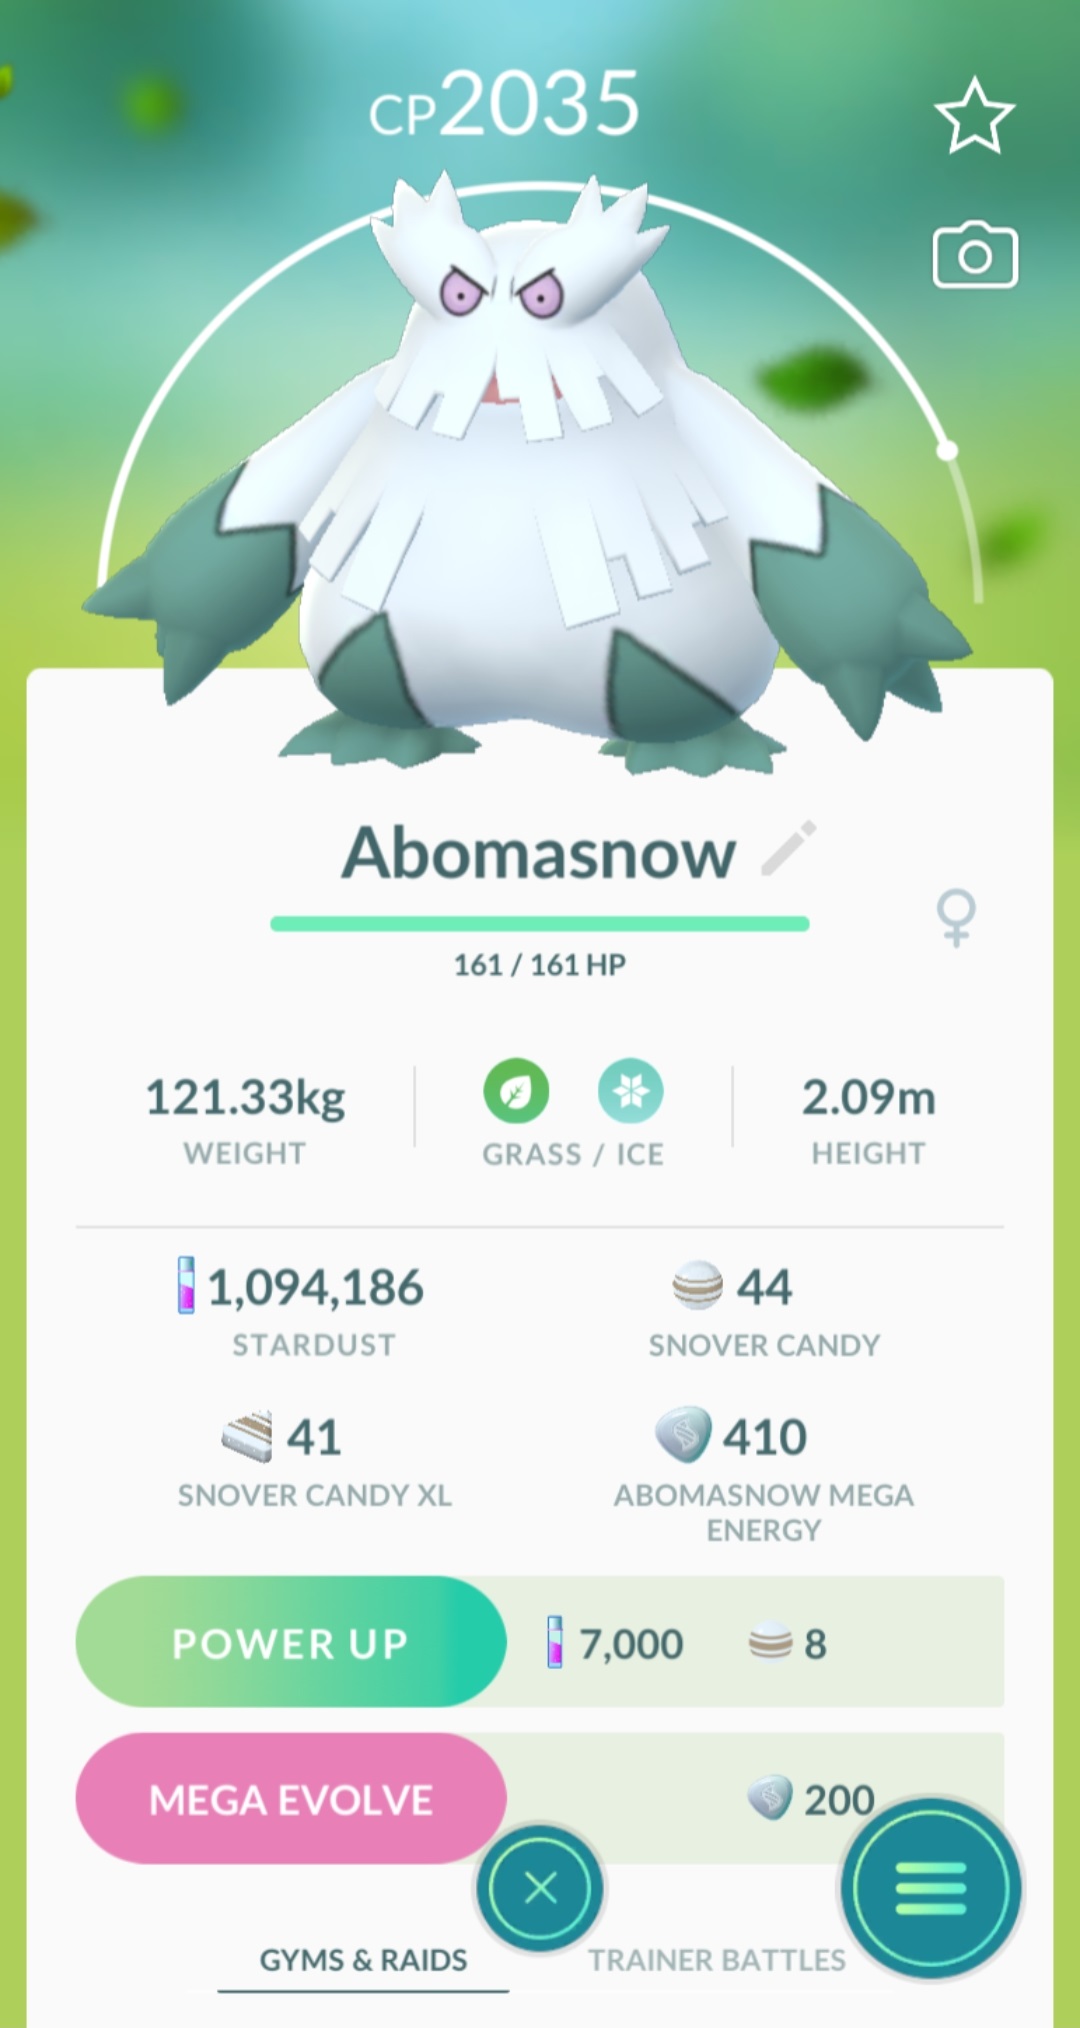 CP2035
Abomasnow
161 / 161 HP
121.33kg
WEIGHT
GRASS / ICE
2.09m
HEIGHT
1,094,186
STARDUST
44
SNOVER CANDY
41
SNOVER CANDY XL
410
ABOMASNOW MEGA
ENERGY
POWER UP 7,000 8
MEGA EVOLVE 200
GYMS & RAIDS TRAINER BATTLES